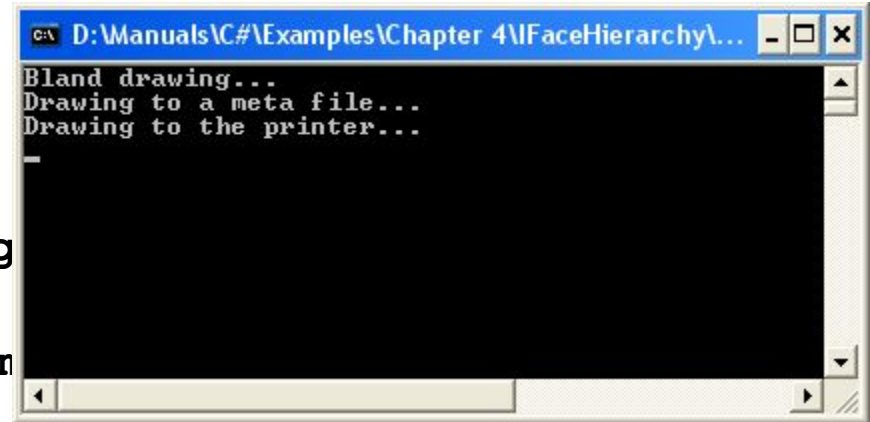 D:\Manuals\C#\Examples\Chapter 4\IFaceHierarchy\...
Bland drawing...
Drawing to a meta file...
Drawing to the printer...
g